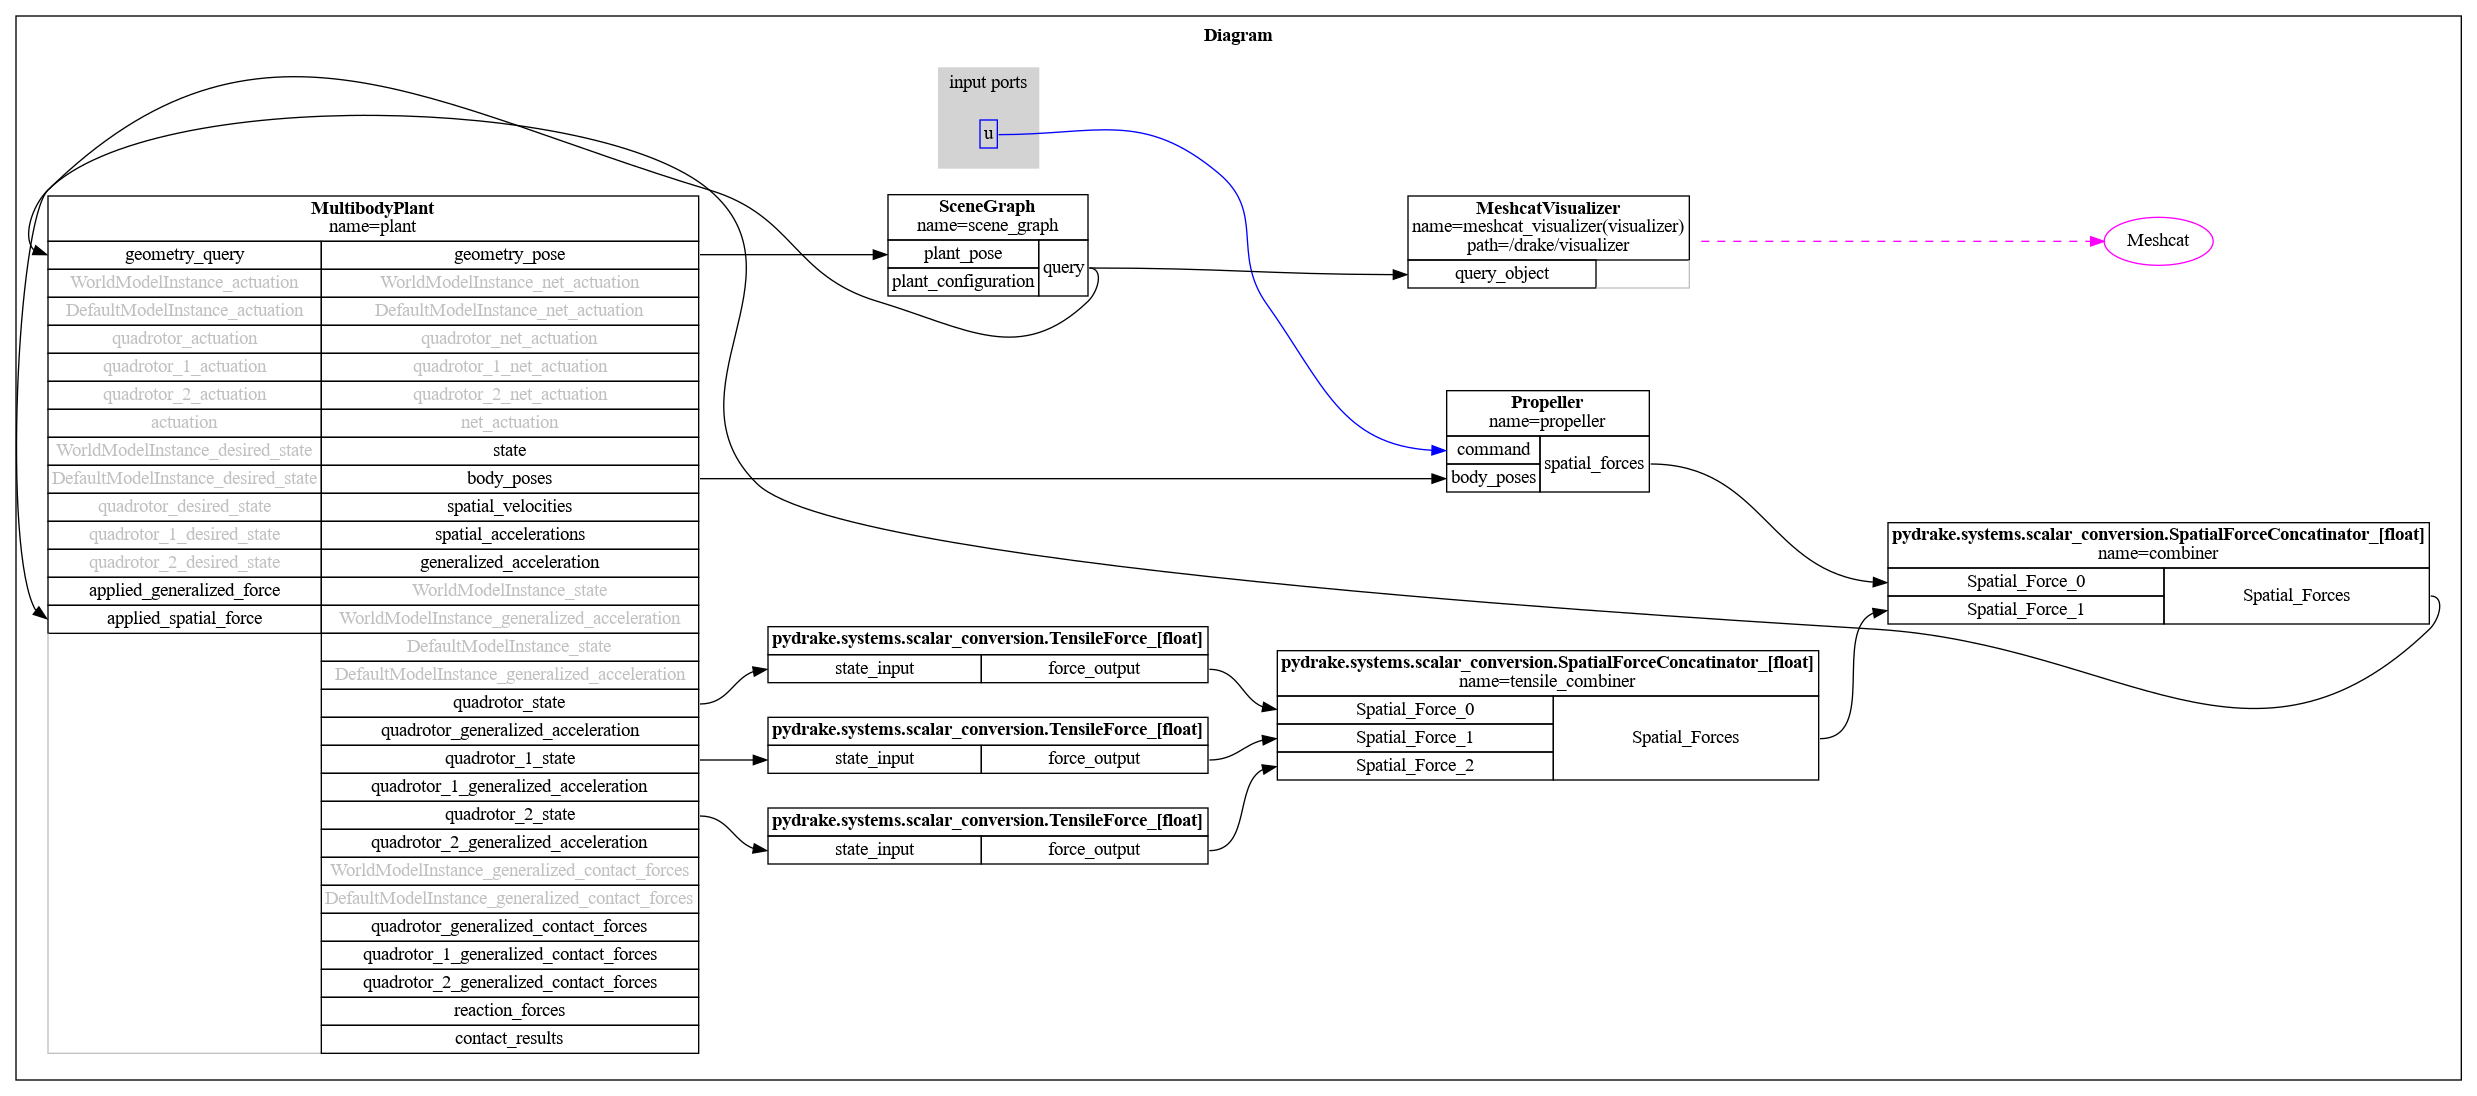 Diagram
input ports
u
MultibodyPlant
name=plant
geometry_query
geometry_pose
WorldModelInstance_actuation
WorldModelInstance_net_actuation
DefaultModelInstance_actuation
DefaultModelInstance_net_actuation
quadrotor_actuation
quadrotor_net_actuation
quadrotor_1_actuation
quadrotor_1_net_actuation
quadrotor_2_actuation
quadrotor_2_net_actuation
actuation
net_actuation
WorldModelInstance_desired_state
state
DefaultModelInstance_desired_state
body_poses
quadrotor_desired_state
spatial_velocities
quadrotor_1_desired_state
spatial_accelerations
quadrotor_2_desired_state
generalized_acceleration
applied_generalized_force
WorldModelInstance_state
applied_spatial_force
WorldModelInstance_generalized_acceleration
DefaultModelInstance_state
DefaultModelInstance_generalized_acceleration
quadrotor_state
quadrotor_generalized_acceleration
quadrotor_1_state
quadrotor_1_generalized_acceleration
quadrotor_2_state
quadrotor_2_generalized_acceleration
WorldModelInstance_generalized_contact_forces
DefaultModelInstance_generalized_contact_forces
quadrotor_generalized_contact_forces
quadrotor_1_generalized_contact_forces
quadrotor_2_generalized_contact_forces
reaction_forces
contact_results
SceneGraph
name=scene_graph
plant_pose
query
plant_configuration
MeshcatVisualizer
name=meshcat_visualizer(visualizer)
path=/drake/visualizer
query_object
Meshcat
Propeller
name=propeller
command
spatial_forces
body_poses
pydrake.systems.scalar_conversion.TensileForce_[float]
state_input
force_output
pydrake.systems.scalar_conversion.TensileForce_[float]
state_input
force_output
pydrake.systems.scalar_conversion.TensileForce_[float]
state_input
force_output
pydrake.systems.scalar_conversion.SpatialForceConcatinator_[float]
name=tensile_combiner
Spatial_Force_0
Spatial_Force_1
Spatial_Forces
Spatial_Force_2
pydrake.systems.scalar_conversion.SpatialForceConcatinator_[float]
name=combiner
Spatial_Force_0
Spatial_Forces
Spatial_Force_1